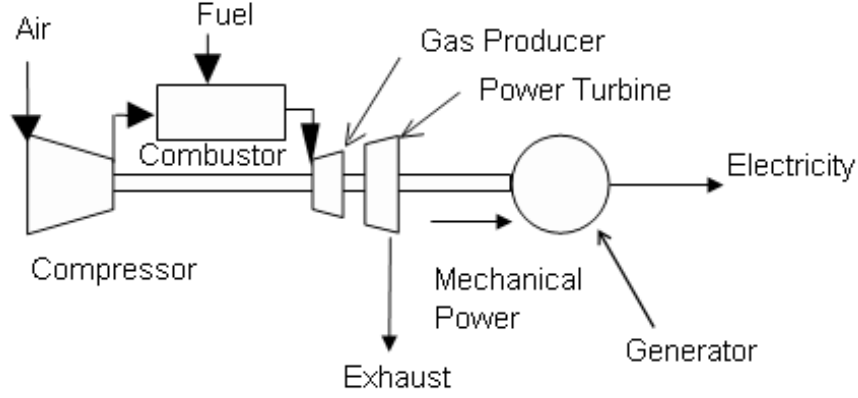 Air
Fuel
Gas Producer
Power Turbine
Combustor
Electricity
Compressor
Mechanical
Power
Generator
Exhaust